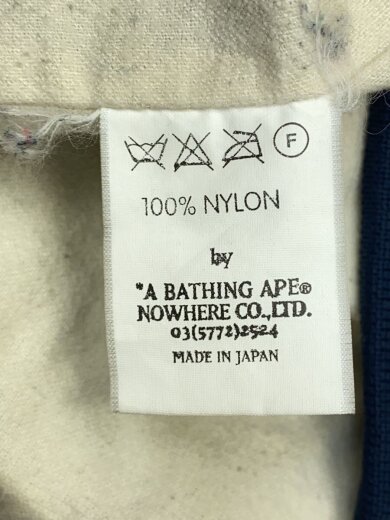 F
100% NYLON
by
*A BATHING APE®
NOWHERE CO.,LTD.
03(5772)2524
MADE IN JAPAN